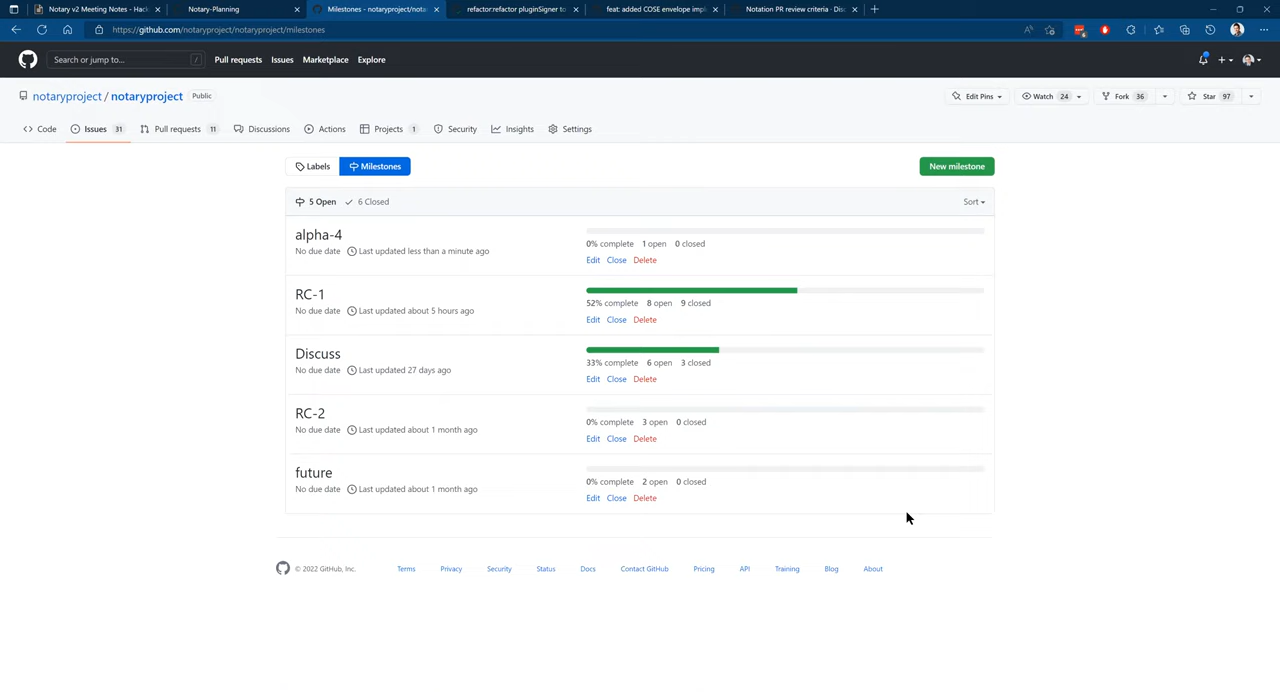 Notary v2 Meeting Notes - Hack
Notary-Planning
Milestones - notaryproject/nota
refactor:refactor pluginSigner to
feat: added COSE envelope impl
Notation PR review criteria · Dis
https://github.com/notaryproject/notaryproject/milestones
Search or jump to... /
Pull requests Issues Marketplace Explore
notaryproject / notaryproject Public
Edit Pins Watch 24 Fork 36 Star 97
Code Issues 31 Pull requests 11 Discussions Actions Projects 1 Security Insights Settings
Labels Milestones New milestone
5 Open 6 Closed Sort
alpha-4
No due date Last updated less than a minute ago
0% complete 1 open 0 closed
Edit Close Delete
RC-1
No due date Last updated about 5 hours ago
52% complete 8 open 9 closed
Edit Close Delete
Discuss
No due date Last updated 27 days ago
33% complete 6 open 3 closed
Edit Close Delete
RC-2
No due date Last updated about 1 month ago
0% complete 3 open 0 closed
Edit Close Delete
future
No due date Last updated about 1 month ago
0% complete 2 open 0 closed
Edit Close Delete
© 2022 GitHub, Inc. Terms Privacy Security Status Docs Contact GitHub Pricing API Training Blog About